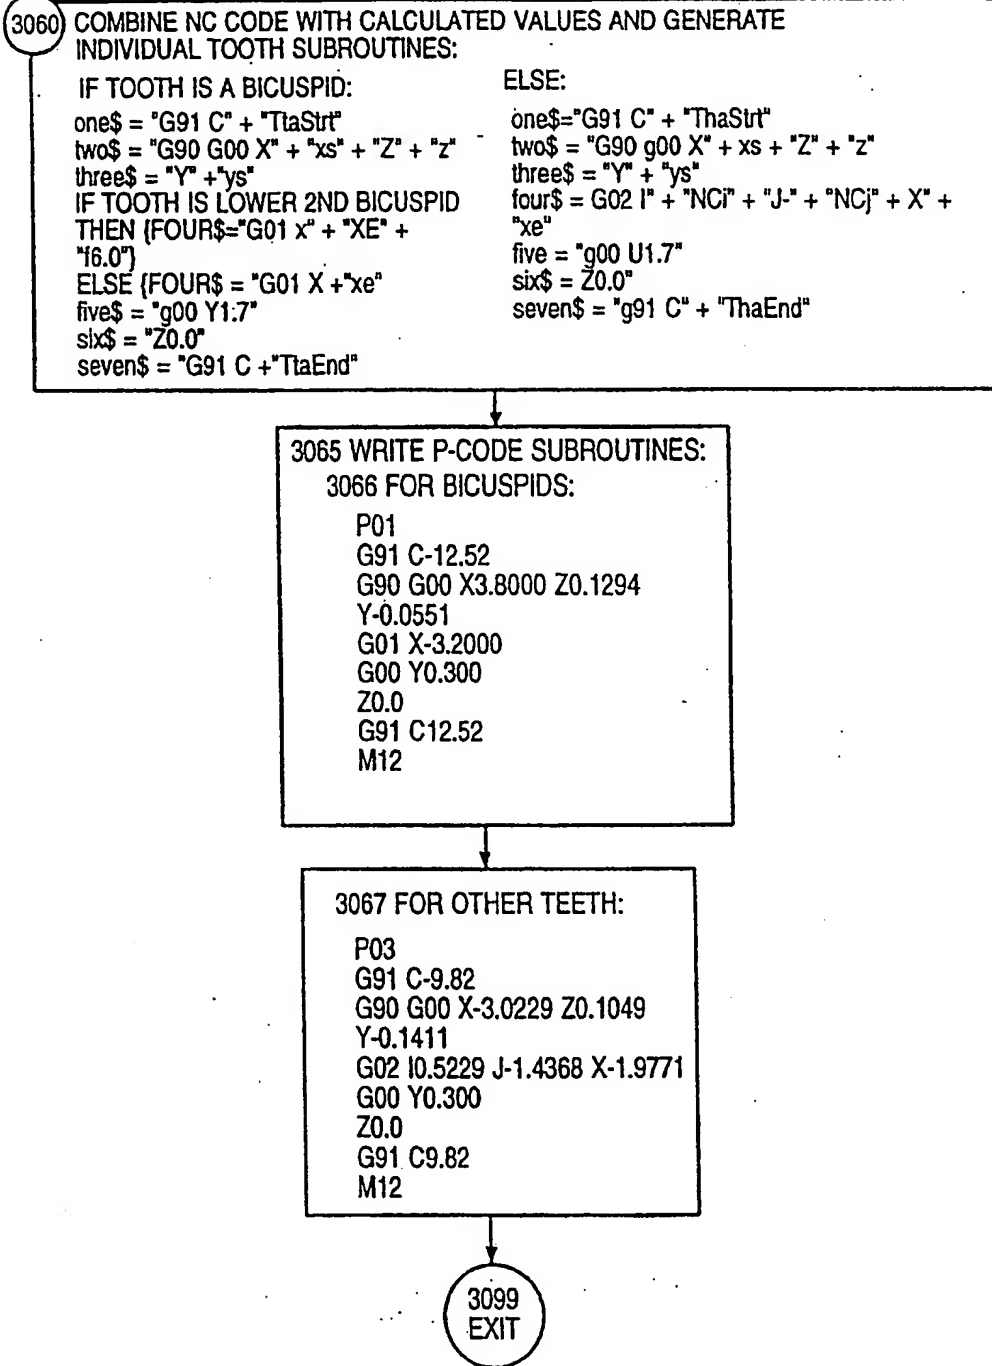 3060 COMBINE NC CODE WITH CALCULATED VALUES AND GENERATE
INDIVIDUAL TOOTH SUBROUTINES:
IF TOOTH IS A BICUSPID:
one$ = "G91 C" + "TtaStrt"
two$ = "G90 G00 X" + "xs" + "Z" + "z"
three$ = "Y" +"ys"
IF TOOTH IS LOWER 2ND BICUSPID
THEN {FOUR$="G01 x" + "XE" +
"f6.0"}
ELSE {FOUR$ = "G01 X +"xe"
five$ = "g00 Y1:7"
six$ = "Z0.0"
seven$ = "G91 C +"TtaEnd"
ELSE:
one$="G91 C" + "ThaStrt"
two$ = "G90 g00 X" + xs + "Z" + "z"
three$ = "Y" + "ys"
four$ = G02 I" + "NCi" + "J-" + "NCj" + X" +
"xe"
five = "g00 U1.7"
six$ = Z0.0"
seven$ = "g91 C" + "ThaEnd"
3065 WRITE P-CODE SUBROUTINES:
3066 FOR BICUSPIDS:
P01
G91 C-12.52
G90 G00 X3.8000 Z0.1294
Y-0.0551
G01 X-3.2000
G00 Y0.300
Z0.0
G91 C12.52
M12
3067 FOR OTHER TEETH:
P03
G91 C-9.82
G90 G00 X-3.0229 Z0.1049
Y-0.1411
G02 I0.5229 J-1.4368 X-1.9771
G00 Y0.300
Z0.0
G91 C9.82
M12
3099
EXIT